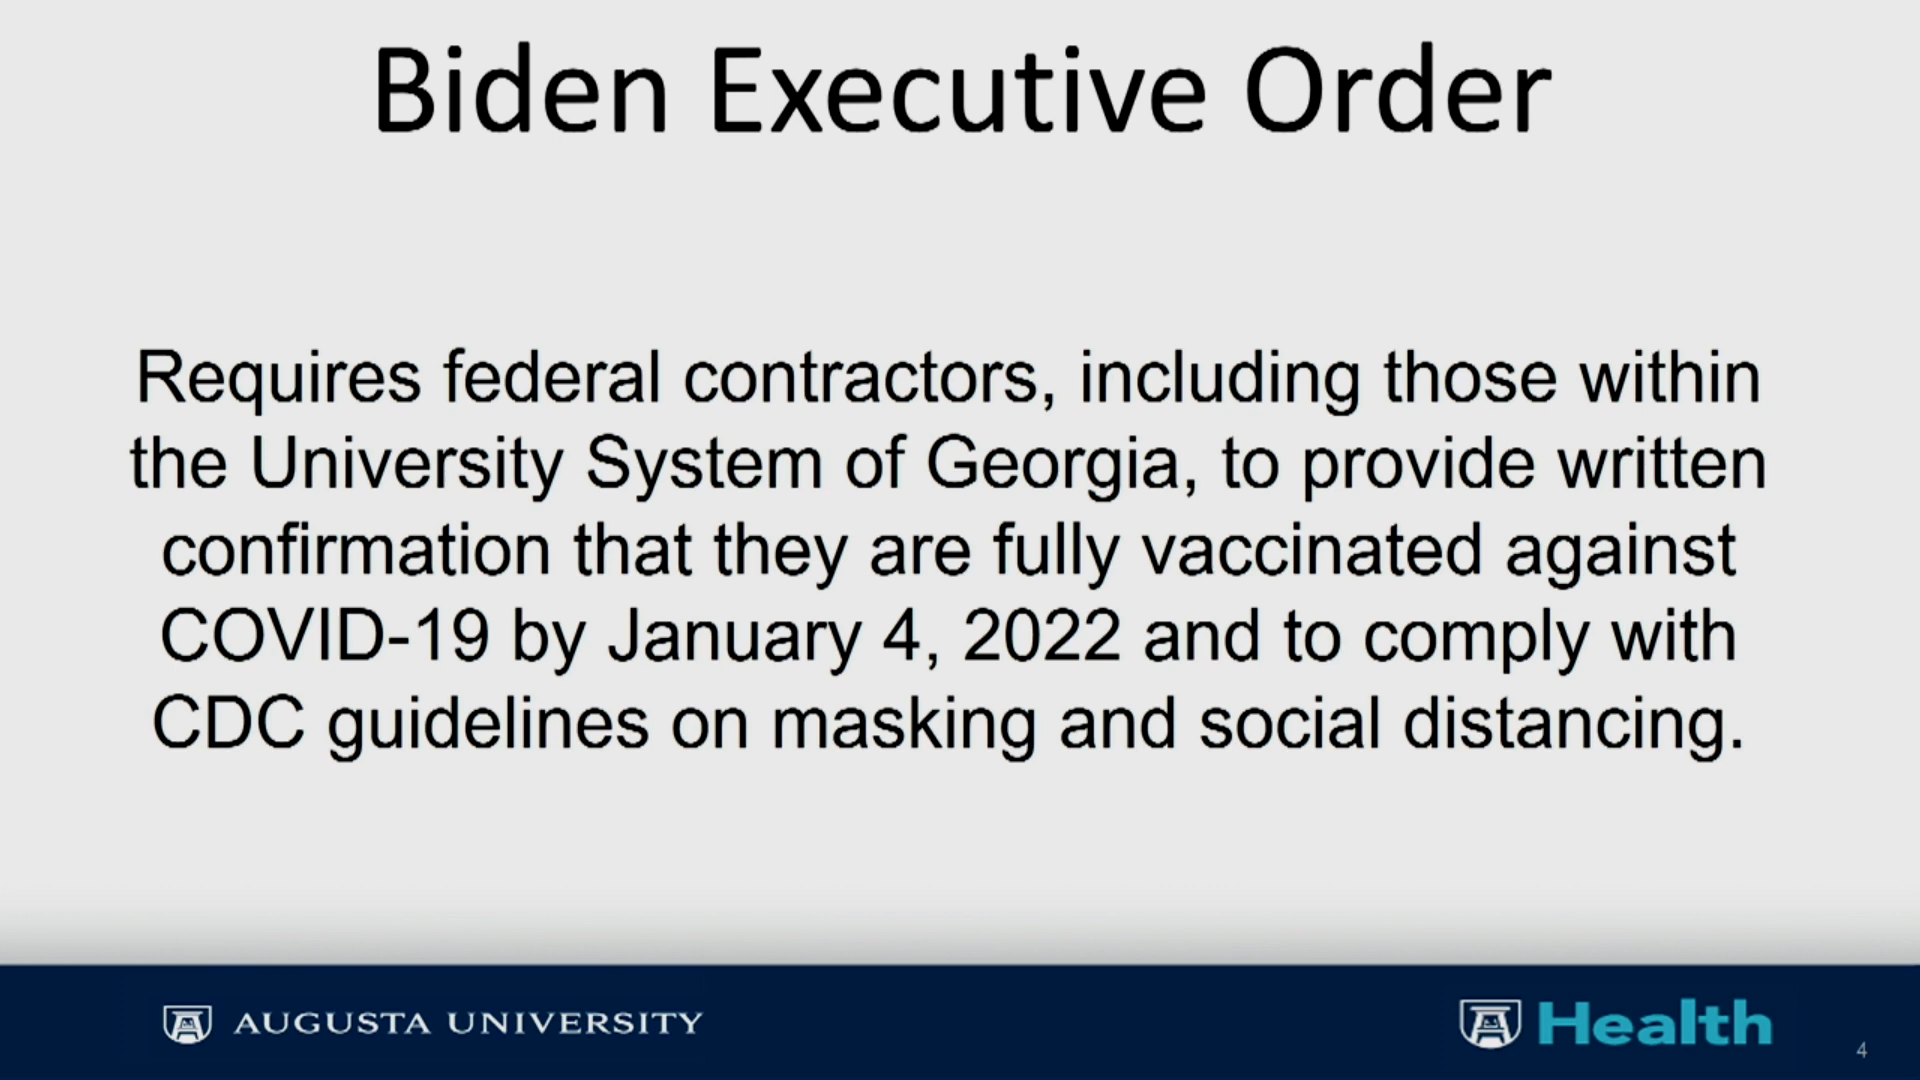 Biden Executive Order
Requires federal contractors, including those within
the University System of Georgia, to provide written
confirmation that they are fully vaccinated against
COVID-19 by January 4, 2022 and to comply with
CDC guidelines on masking and social distancing.
AUGUSTA UNIVERSITY
Health
4